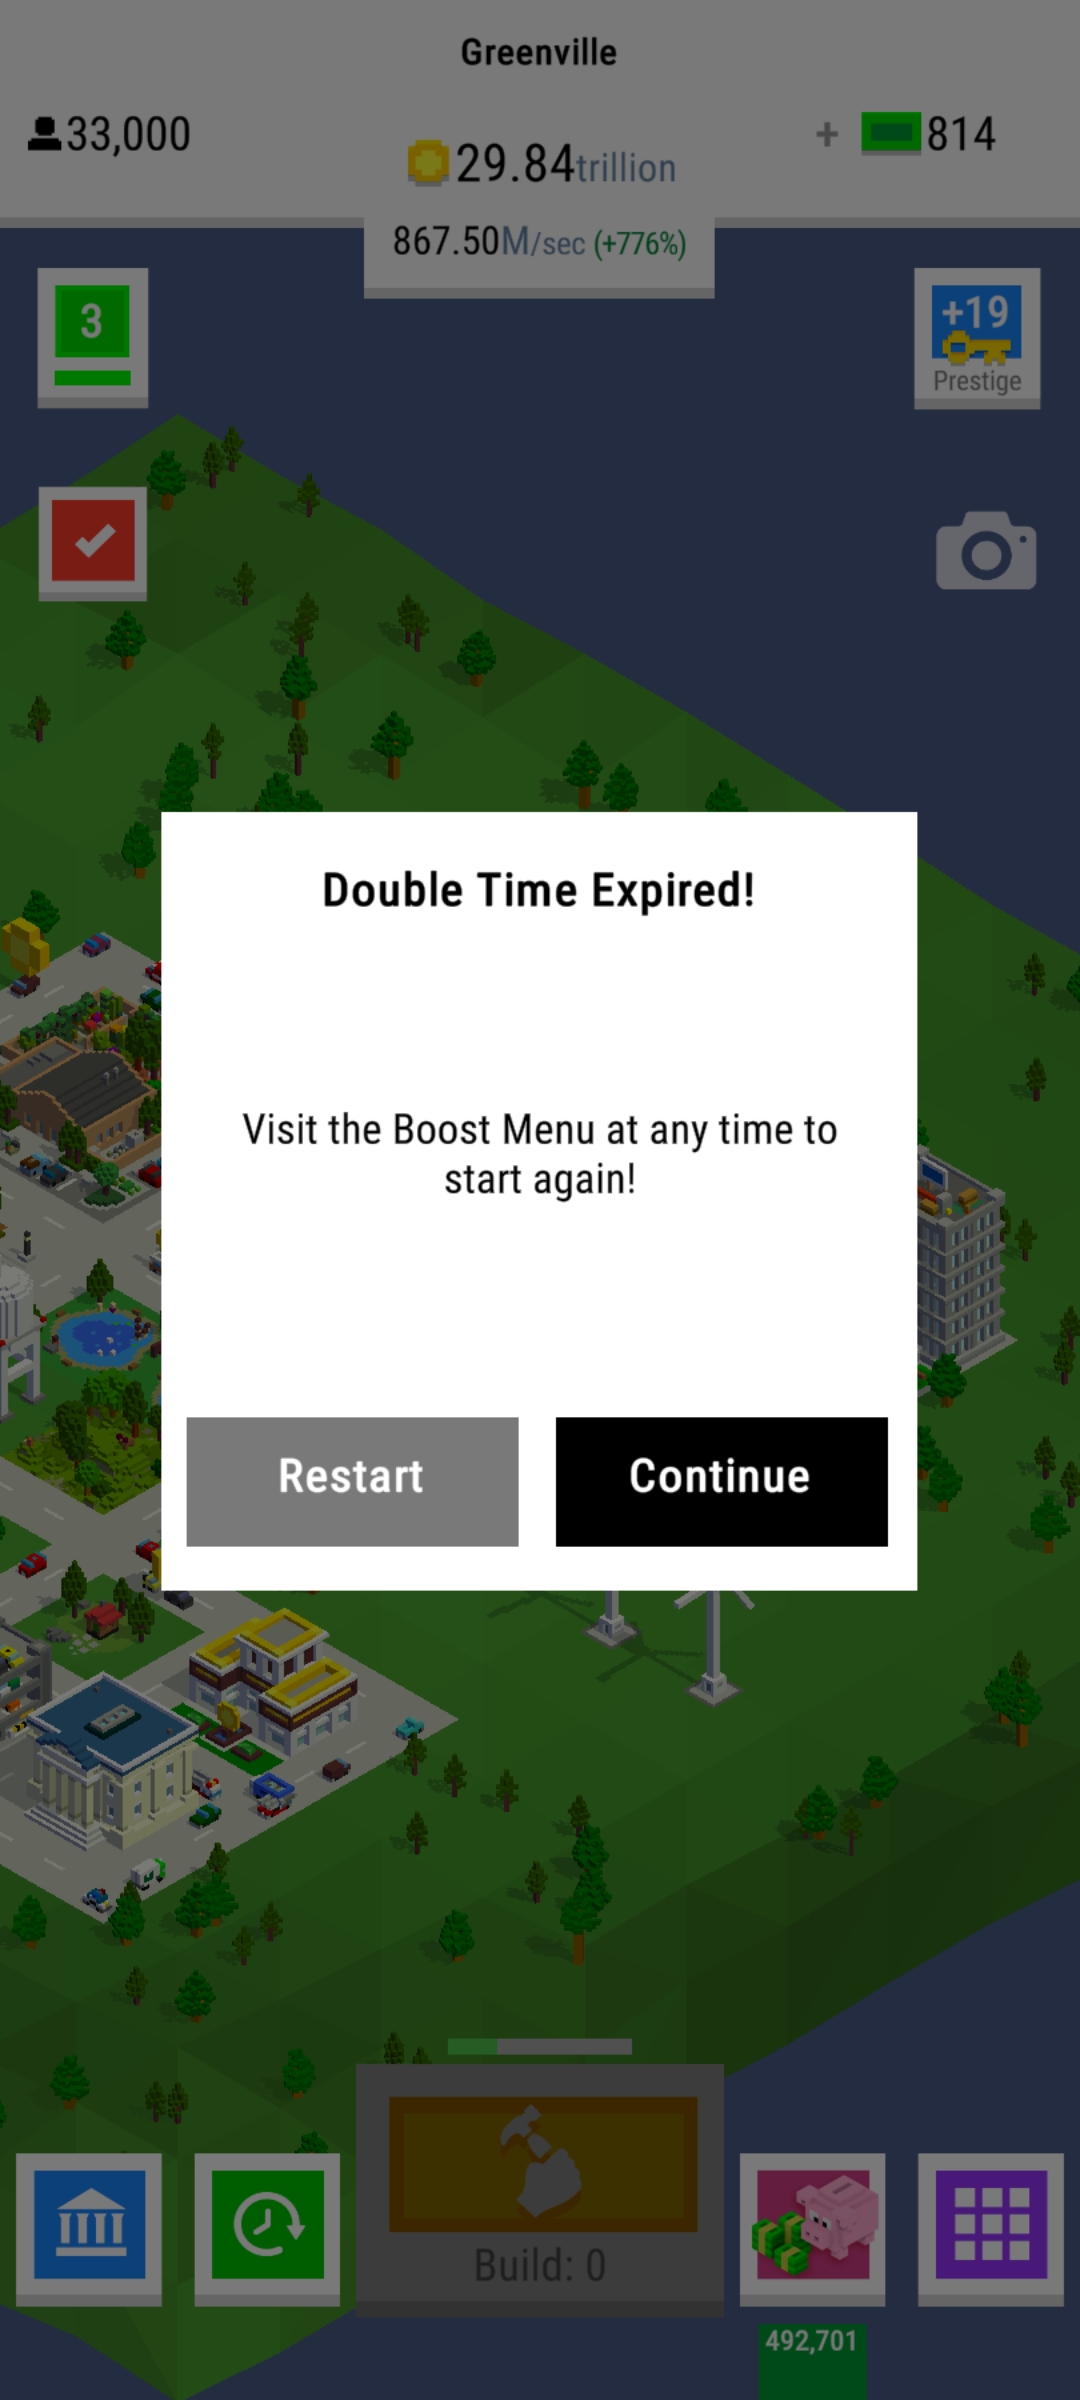 Greenville
33,000
29.84trillion
+ 814
867.50M/sec (+776%)
3
+19
Prestige
Double Time Expired!
Visit the Boost Menu at any time to
start again!
Restart
Continue
Build: 0
492,701